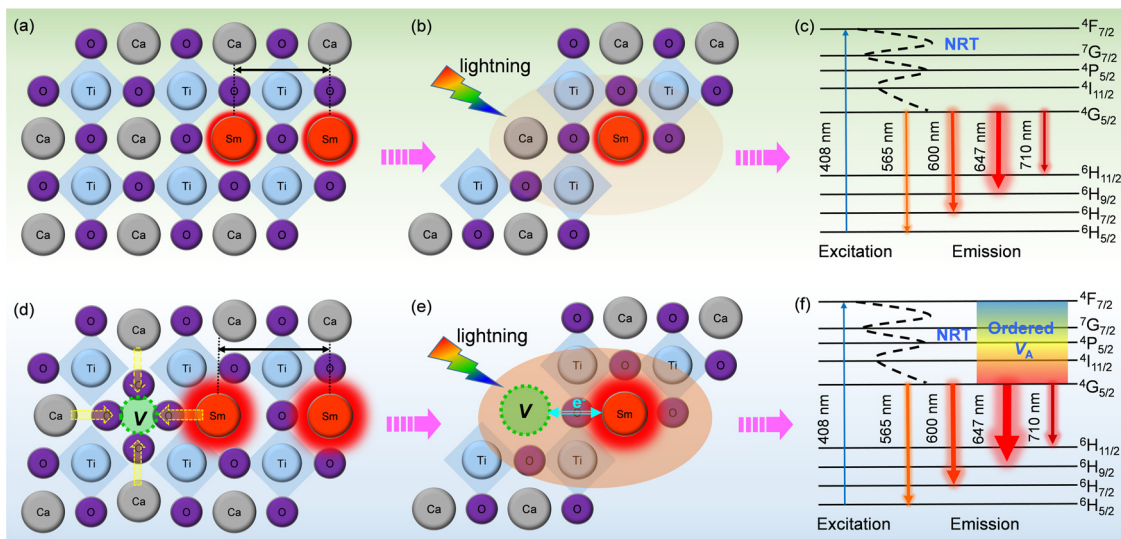 (a)
O Ca O Ca O Ca
O Ti O Ti O Ti O
Ca O Ca O Sm O Sm
O Ti O Ti O Ti O
Ca O Ca O Ca O
(b)
lightning
O Ca O Ca
Ti O Ti O
Ca O Sm O
Ti O Ti
Ca O Ca O
(c)
NRT
⁴F₇/₂
⁷G₇/₂
⁴P₅/₂
⁴I₁₁/₂
⁴G₅/₂
408 nm
565 nm
600 nm
647 nm
710 nm
⁶H₁₁/₂
⁶H₉/₂
⁶H₇/₂
⁶H₅/₂
Excitation
Emission
(d)
O Ca O Ca O Ca
O Ti O Ti O Ti O
O
Ca O V O Sm O Sm
O
O Ti O Ti O Ti O
Ca O Ca O Ca O
(e)
lightning
O Ca O Ca
Ti O Ti O
V e O Sm O
Ti O Ti
Ca O Ca O
(f)
NRT
Ordered
V_A
⁴F₇/₂
⁷G₇/₂
⁴P₅/₂
⁴I₁₁/₂
⁴G₅/₂
408 nm
565 nm
600 nm
647 nm
710 nm
⁶H₁₁/₂
⁶H₉/₂
⁶H₇/₂
⁶H₅/₂
Excitation
Emission